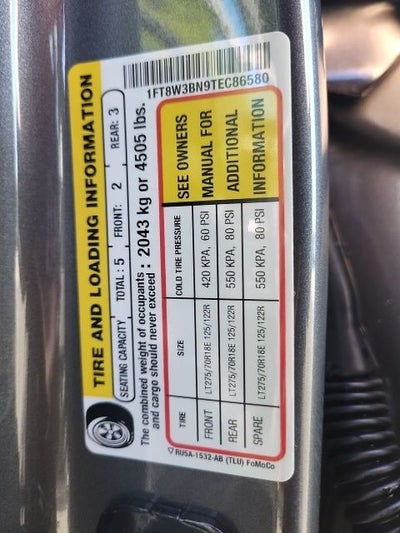 TIRE AND LOADING INFORMATION
SEATING CAPACITY TOTAL : 5 FRONT: 2 REAR: 3
The combined weight of occupants and cargo should never exceed : 2043 kg or 4505 lbs.
TIRE SIZE COLD TIRE PRESSURE
FRONT LT275/70R18E 125/122R 420 KPA, 60 PSI
REAR LT275/70R18E 125/122R 550 KPA, 80 PSI
SPARE LT275/70R18E 125/122R 550 KPA, 80 PSI
SEE OWNERS
MANUAL FOR
ADDITIONAL
INFORMATION
RU5A-1532-AB (TLU) FoMoCo
1FT8W3BN9TEC86580